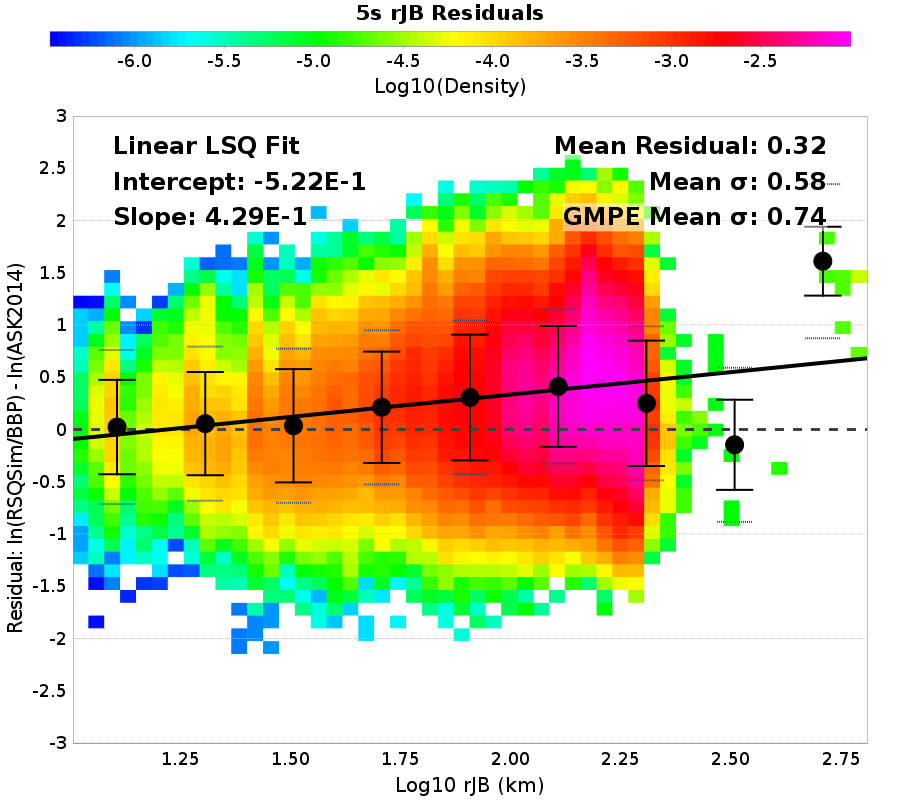 5s rJB Residuals
-6.0 -5.5 -5.0 -4.5 -4.0 -3.5 -3.0 -2.5
Log10(Density)
Linear LSQ Fit
Intercept: -5.22E-1
Slope: 4.29E-1
Mean Residual: 0.32
Mean σ: 0.58
GMPE Mean σ: 0.74
Residual: ln(RSQSim/BBP) - ln(ASK2014)
3
2.5
2
1.5
1
0.5
0
-0.5
-1
-1.5
-2
-2.5
-3
1.25 1.50 1.75 2.00 2.25 2.50 2.75
Log10 rJB (km)